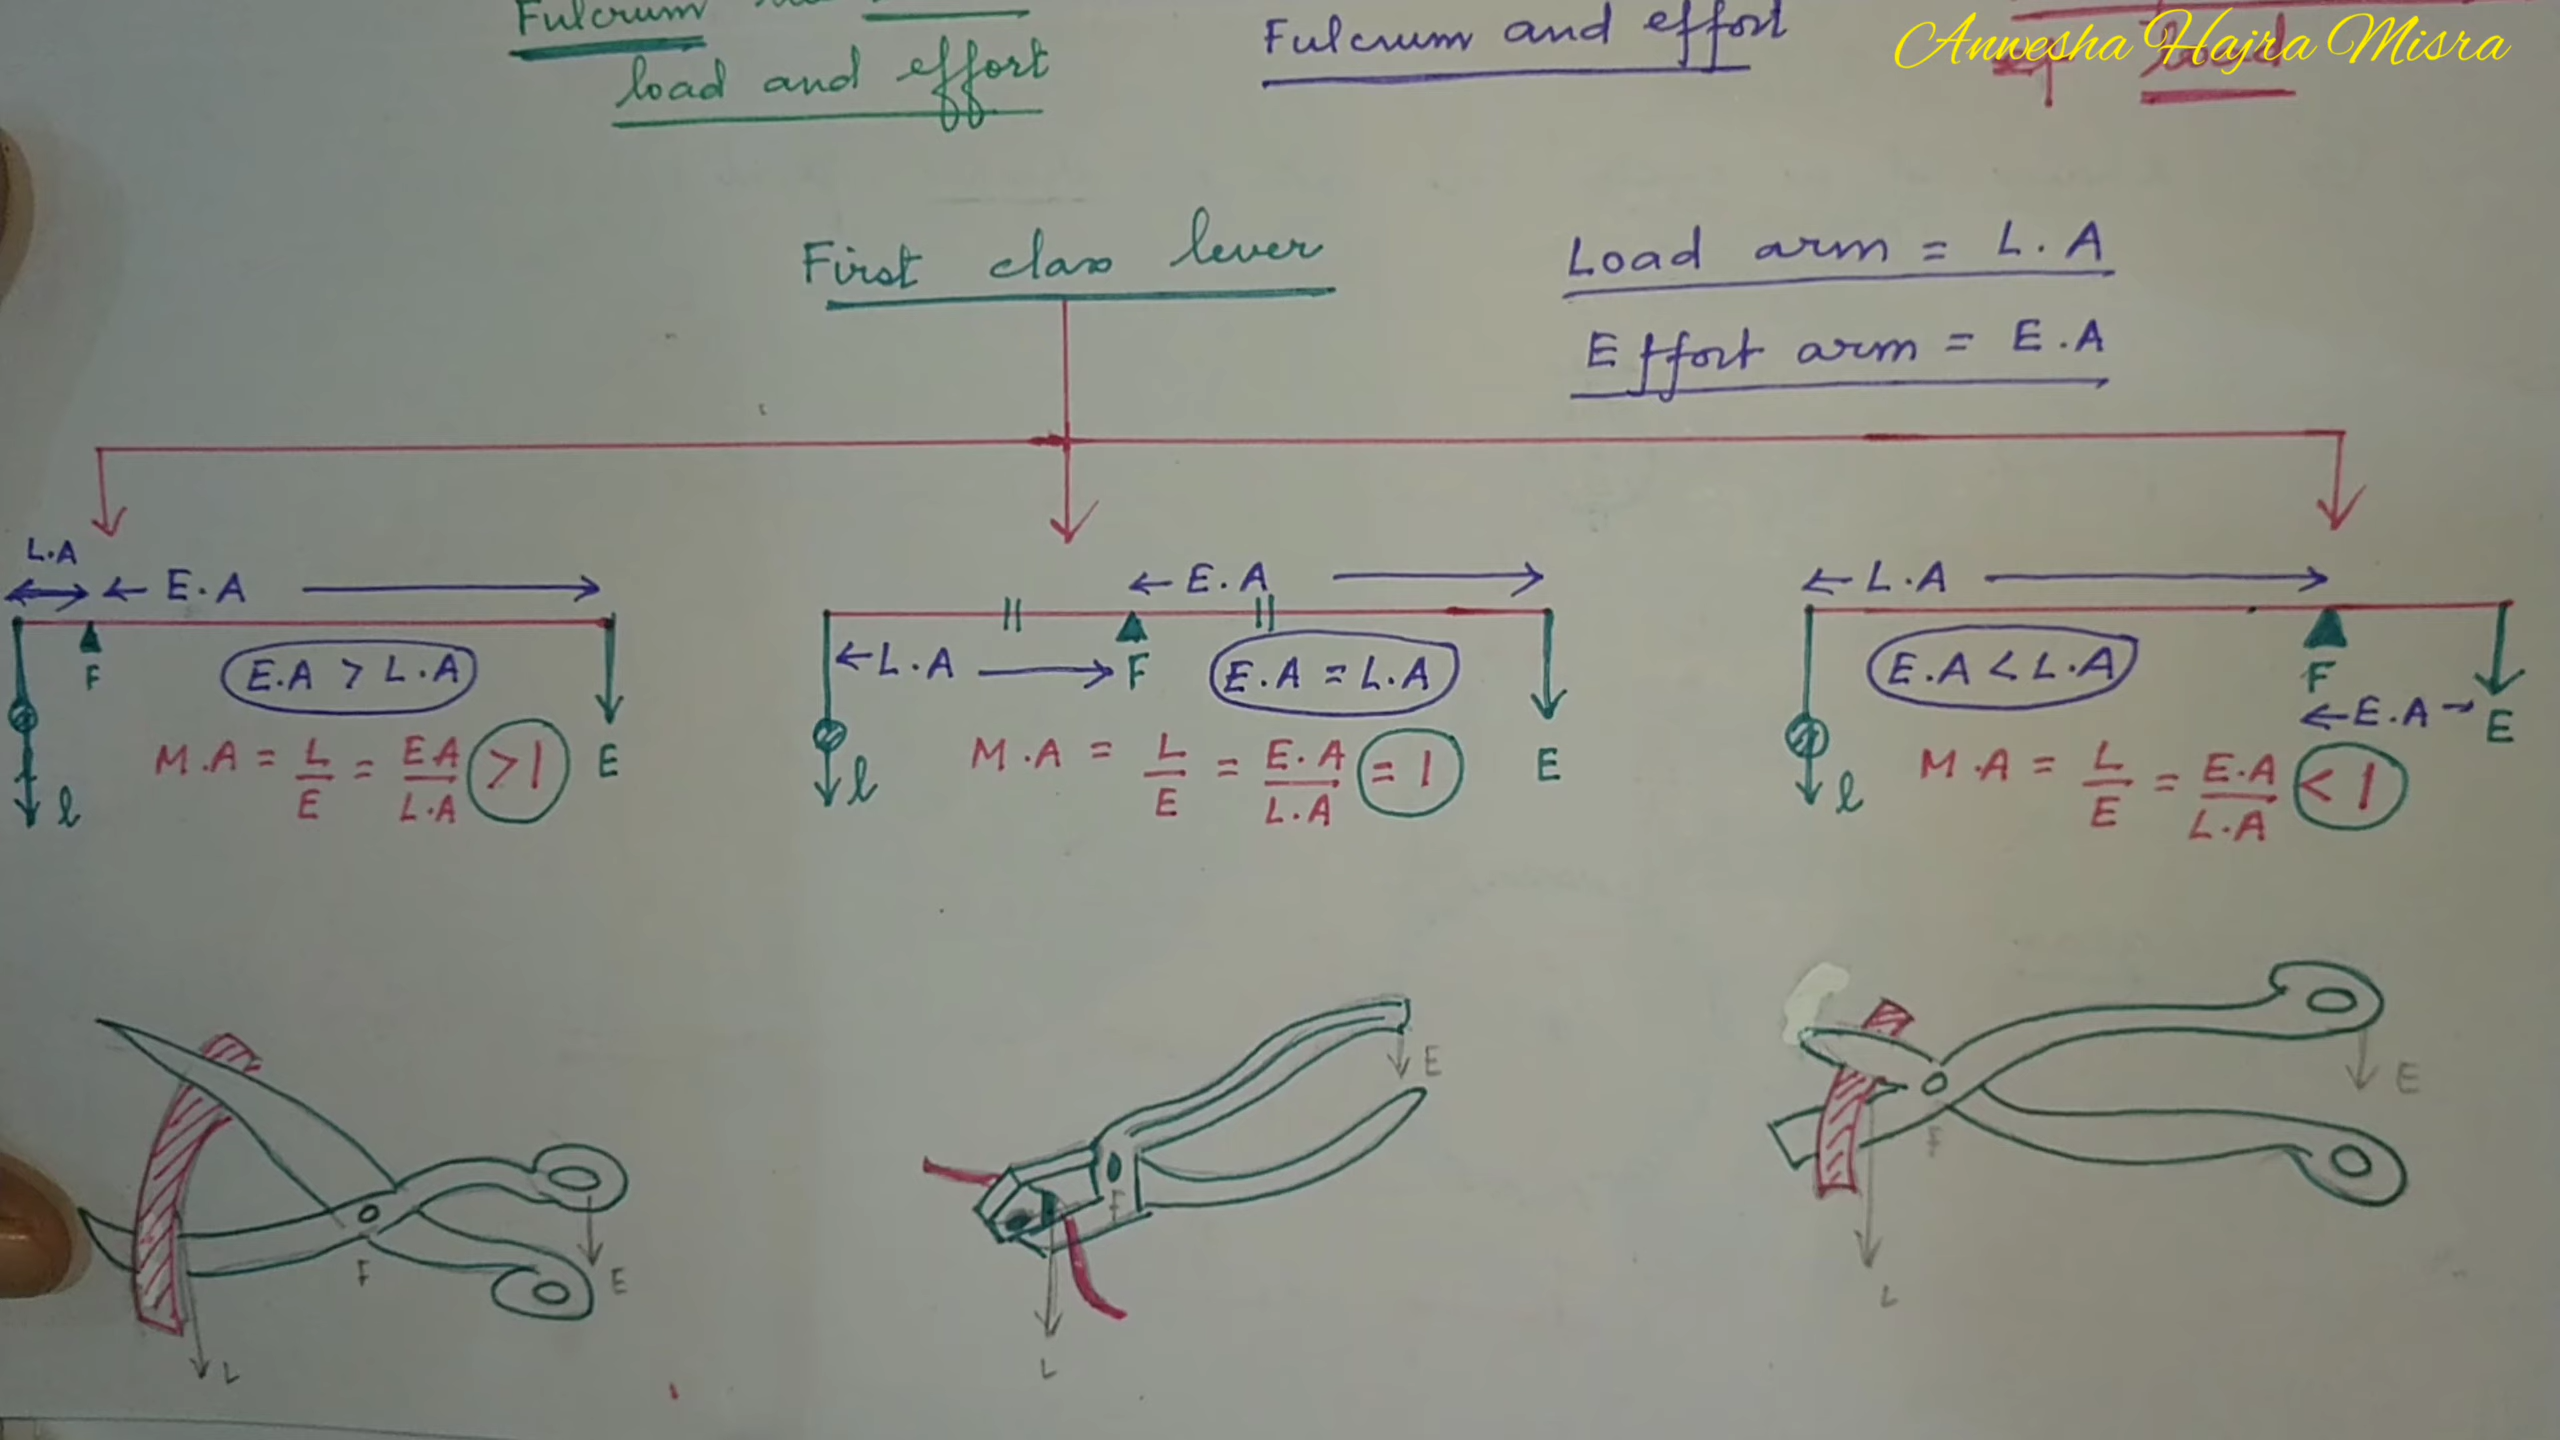 Fulcrum
load and effort
Fulcrum and effort
load
Anwesha Hajra Misra
First class lever
Load arm = L.A
Effort arm = E.A
L.A
← E.A →
F
E.A > L.A
M.A = L/E = E.A/L.A > 1
E
l
← E.A →
← L.A →
F
E.A = L.A
M.A = L/E = E.A/L.A = 1
E
l
← L.A →
E.A < L.A
F
← E.A →
E
M.A = L/E = E.A/L.A < 1
l
F
E
L
E
F
L
E
F
L